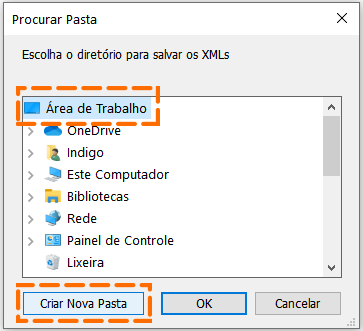 Procurar Pasta
Escolha o diretório para salvar os XMLs
Área de Trabalho
OneDrive
Indigo
Este Computador
Bibliotecas
Rede
Painel de Controle
Lixeira
Criar Nova Pasta OK Cancelar